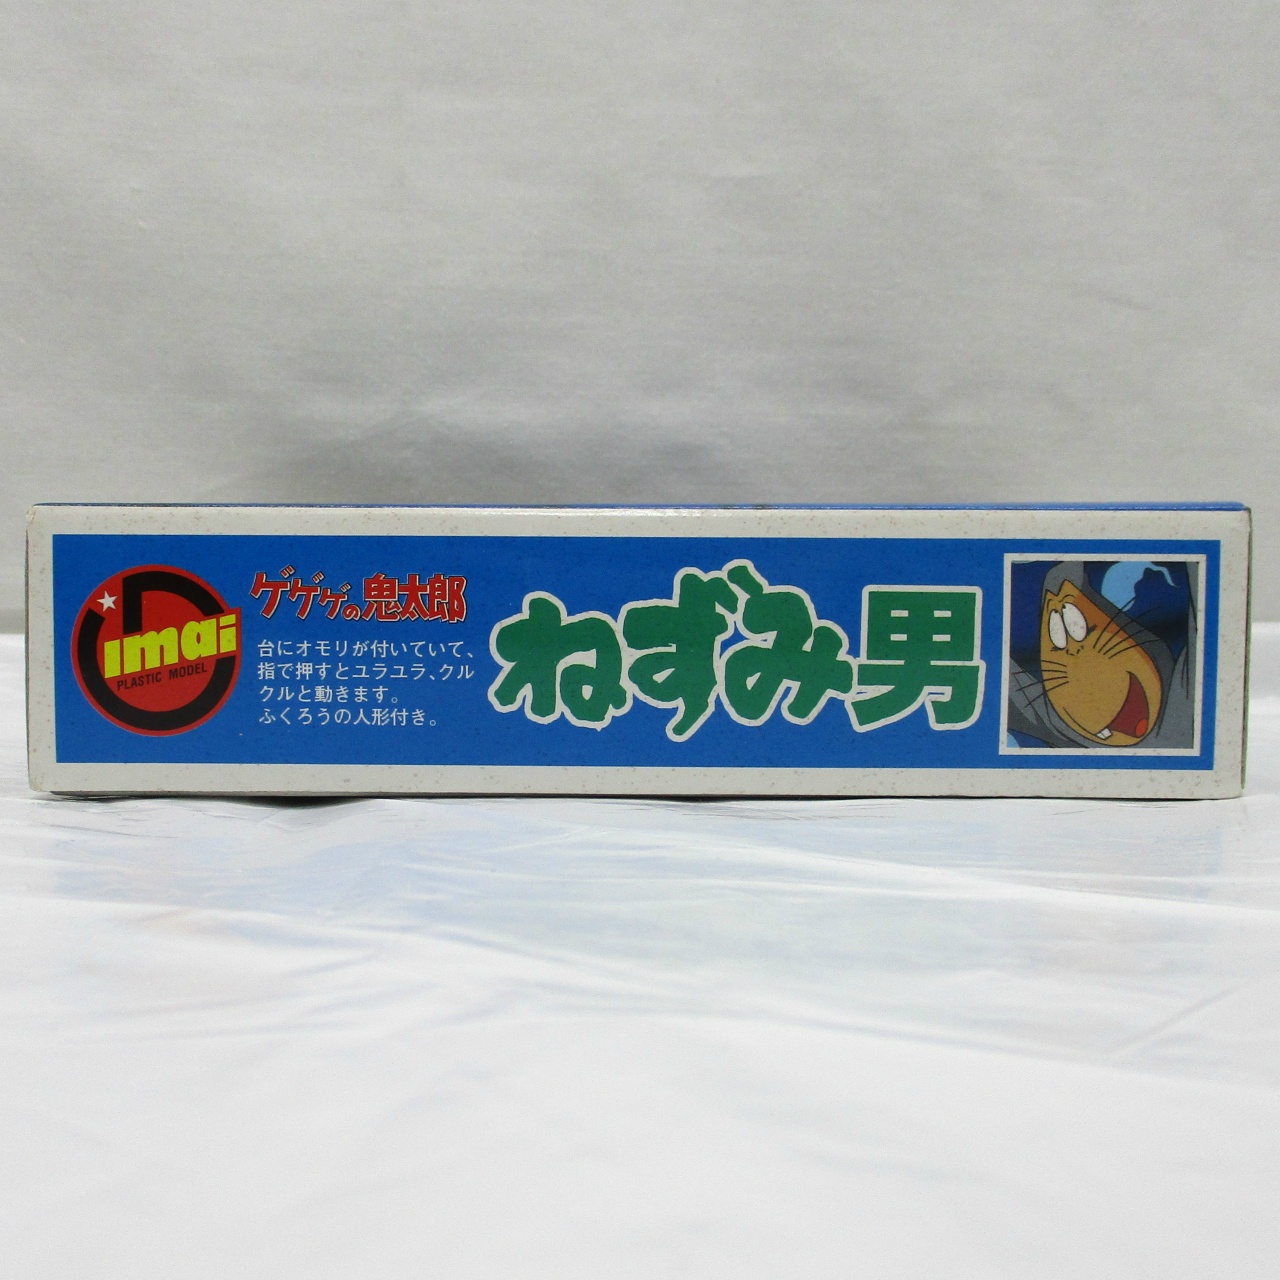 Imai
PLASTIC MODEL
ゲゲゲの鬼太郎
台にオモリが付いていて、
指で押すとユラユラ、クル
クルと動きます。
ふくろうの人形付き。
ねずみ男